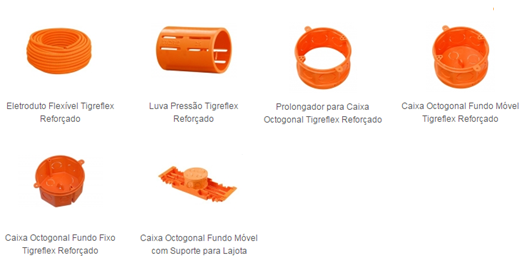 Eletroduto Flexível Tigreflex
Reforçado
Luva Pressão Tigreflex
Reforçado
Prolongador para Caixa
Octogonal Tigreflex Reforçado
Caixa Octogonal Fundo Móvel
Tigreflex Reforçado
Caixa Octogonal Fundo Fixo
Tigreflex Reforçado
Caixa Octogonal Fundo Móvel
com Suporte para Lajota